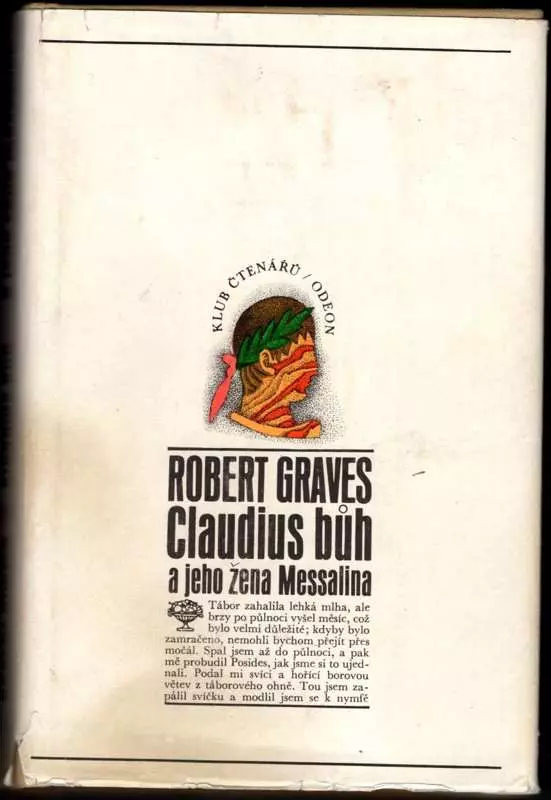 KLUB ČTENÁŘŮ / ODEON
ROBERT GRAVES
Claudius bůh
a jeho žena Messalina
Tábor zahalila lehká mlha, ale
brzy po půlnoci vyšel měsíc, což
bylo velmi důležité; kdyby bylo
zamračeno, nemohli bychom přejít přes
močál. Spal jsem až do půlnoci, a pak
mě probudil Posides, jak jsme si to ujed-
nali. Podal mi svíci a hořící borovou
větev z táborového ohně. Tou jsem za-
pálil svíčku a modlil jsem se k nymfě